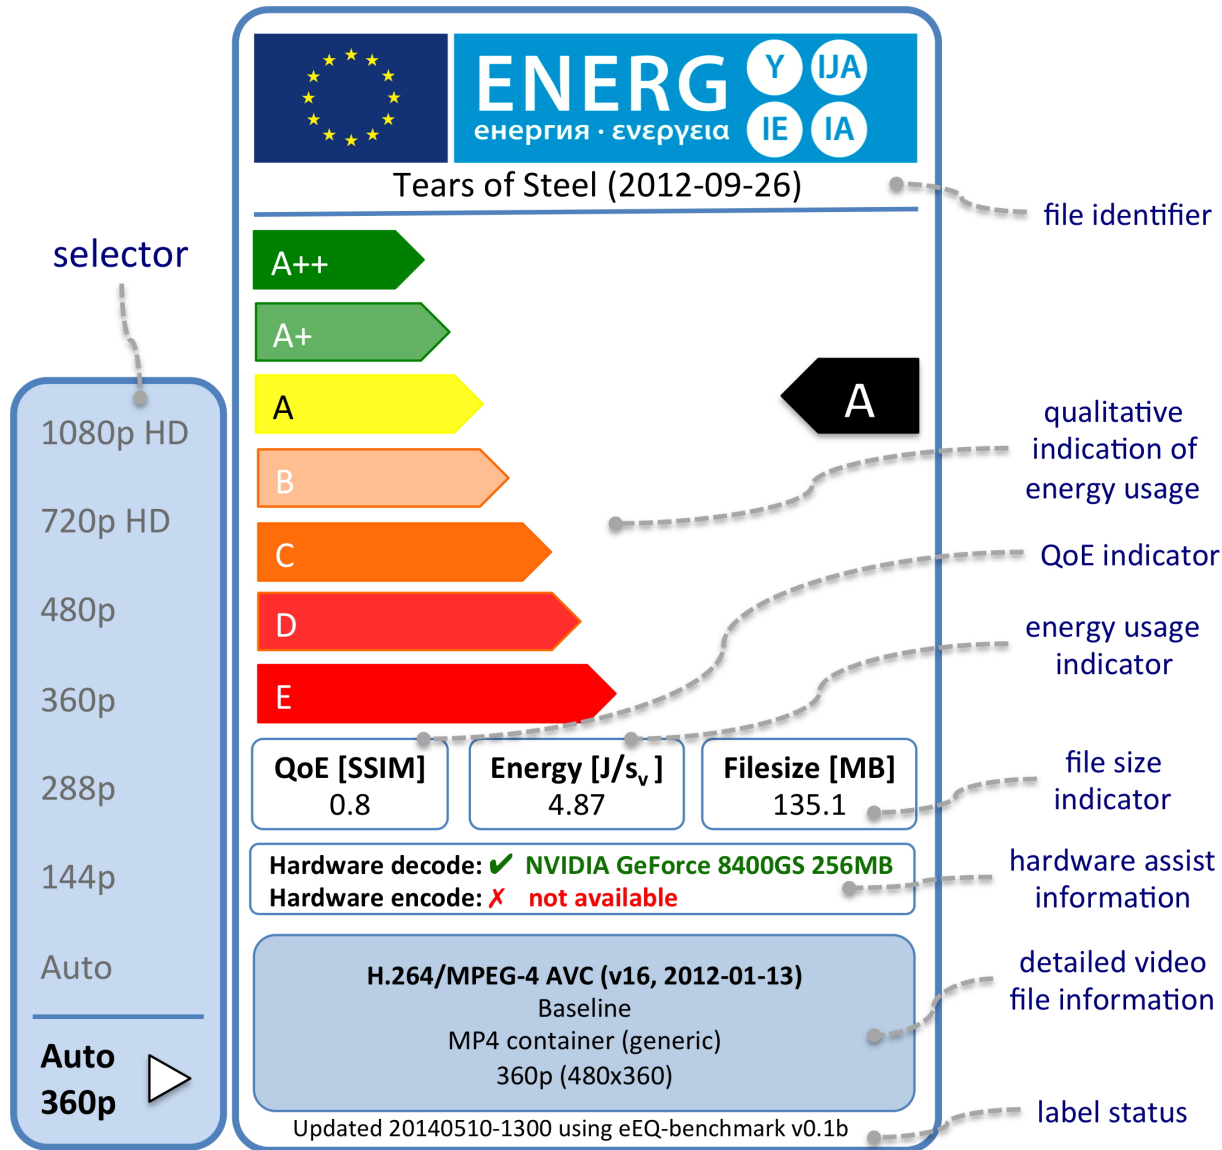 ENERG
енергия · ενεργεια
Y
IJA
IE
IA
Tears of Steel (2012-09-26)
file identifier
selector
1080p HD
720p HD
480p
360p
288p
144p
Auto
Auto
360p
A++
A+
A
B
C
D
E
A
qualitative
indication of
energy usage
QoE indicator
energy usage
indicator
QoE [SSIM]
0.8
Energy [J/sv]
4.87
Filesize [MB]
135.1
file size
indicator
Hardware decode: ✔ NVIDIA GeForce 8400GS 256MB
Hardware encode: ✗ not available
hardware assist
information
H.264/MPEG-4 AVC (v16, 2012-01-13)
Baseline
MP4 container (generic)
360p (480x360)
detailed video
file information
Updated 20140510-1300 using eEQ-benchmark v0.1b
label status